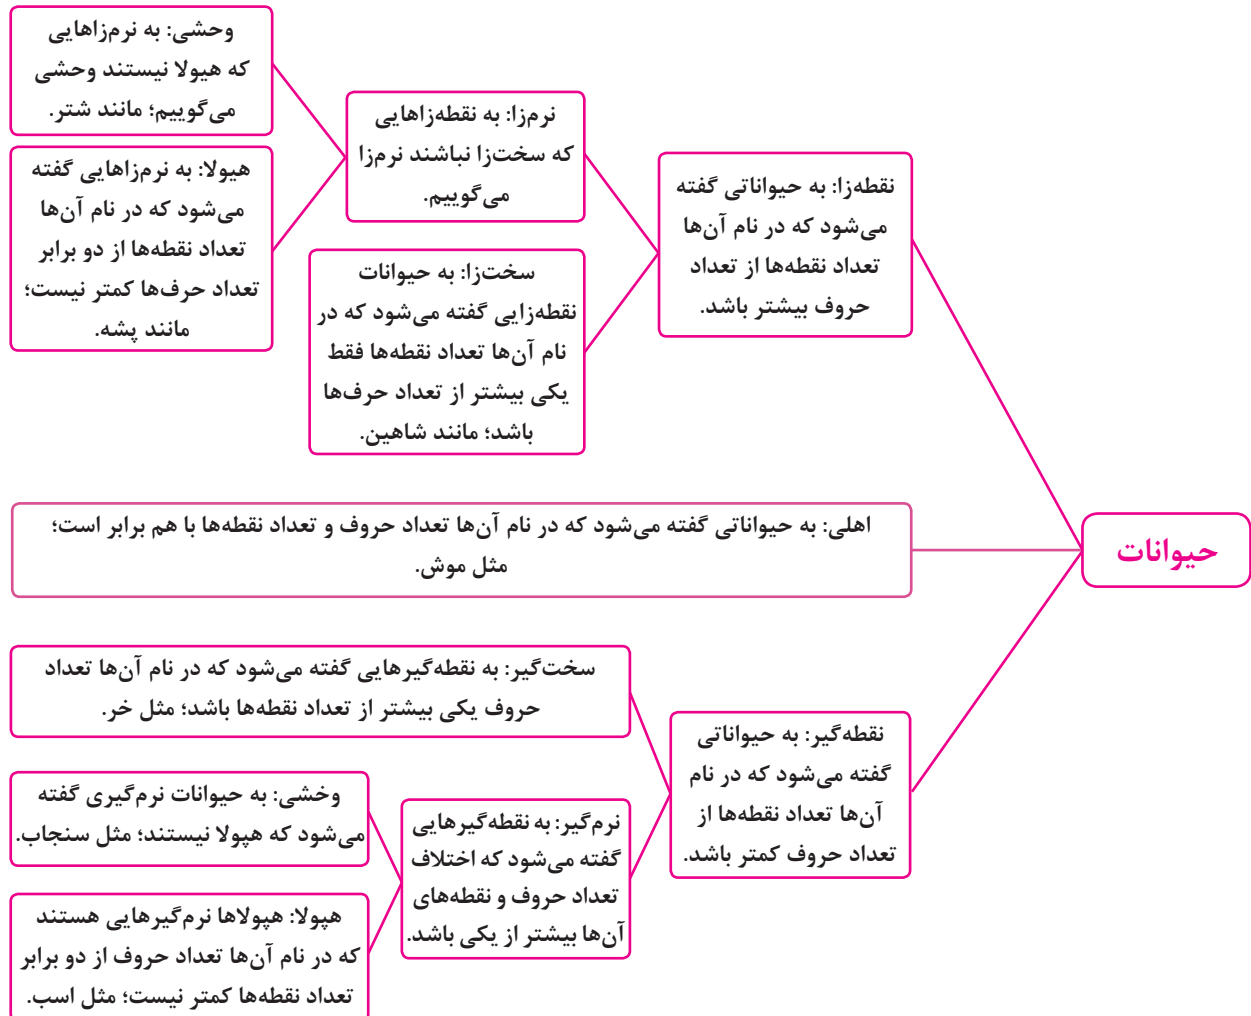 حیوانات
نقطه‌زا: به حیواناتی گفته
می‌شود که در نام آن‌ها
تعداد نقطه‌ها از تعداد
حروف بیشتر باشد.
نرم‌زا: به نقطه‌زاهایی
که سخت‌زا نباشند نرم‌زا
می‌گوییم.
وحشی: به نرم‌زاهایی
که هیولا نیستند وحشی
می‌گوییم؛ مانند شتر.
هیولا: به نرم‌زاهایی گفته
می‌شود که در نام آن‌ها
تعداد نقطه‌ها از دو برابر
تعداد حرف‌ها کمتر نیست؛
مانند پشه.
سخت‌زا: به حیوانات
نقطه‌زایی گفته می‌شود که در
نام آن‌ها تعداد نقطه‌ها فقط
یکی بیشتر از تعداد حرف‌ها
باشد؛ مانند شاهین.
اهلی: به حیواناتی گفته می‌شود که در نام آن‌ها تعداد حروف و تعداد نقطه‌ها با هم برابر است؛
مثل موش.
نقطه‌گیر: به حیواناتی
گفته می‌شود که در نام
آن‌ها تعداد نقطه‌ها از
تعداد حروف کمتر باشد.
سخت‌گیر: به نقطه‌گیرهایی گفته می‌شود که در نام آن‌ها تعداد
حروف یکی بیشتر از تعداد نقطه‌ها باشد؛ مثل خر.
نرم‌گیر: به نقطه‌گیرهایی
گفته می‌شود که اختلاف
تعداد حروف و نقطه‌های
آن‌ها بیشتر از یکی باشد.
وخشی: به حیوانات نرم‌گیری گفته
می‌شود که هپولا نیستند؛ مثل سنجاب.
هپولا: هپولاها نرم‌گیرهایی هستند
که در نام آن‌ها تعداد حروف از دو برابر
تعداد نقطه‌ها کمتر نیست؛ مثل اسب.